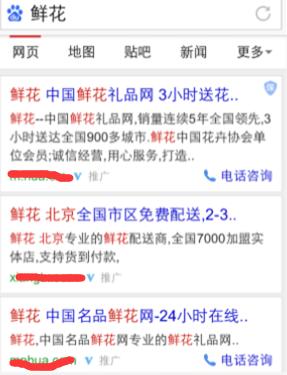 鲜花
网页 地图 贴吧 新闻 更多
鲜花 中国鲜花礼品网 3小时送花..
鲜花--中国鲜花礼品网,销量连续5年全国领先,3
小时送达全国900多城市.鲜花中国花卉协会单
位会员;诚信经营,用心服务,打造..
推广 电话咨询
鲜花 北京全国市区免费配送,2-3..
鲜花 北京专业的鲜花配送商,全国7000加盟实
体店,支持货到付款,
推广
鲜花 中国名品鲜花网-24小时在线..
鲜花,中国名品鲜花网专业的鲜花礼品网..
推广 电话咨询